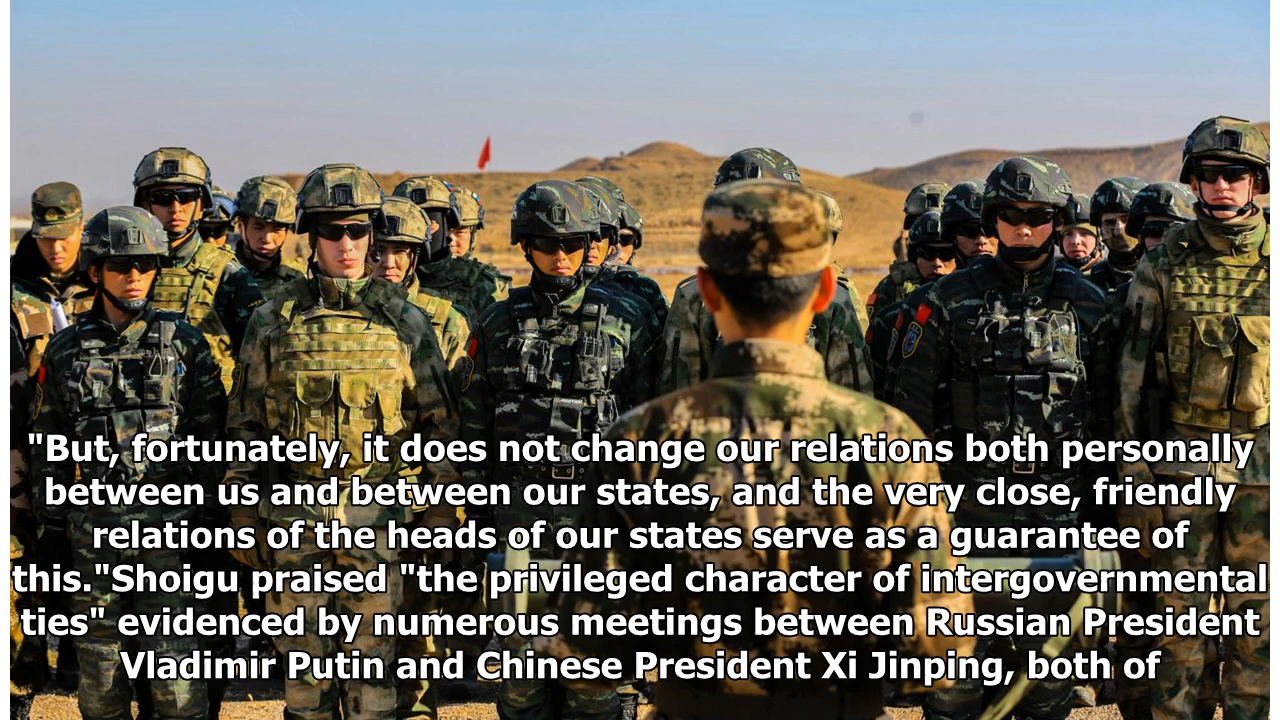 "But, fortunately, it does not change our relations both personally
between us and between our states, and the very close, friendly
relations of the heads of our states serve as a guarantee of
this."Shoigu praised "the privileged character of intergovernmental
ties" evidenced by numerous meetings between Russian President
Vladimir Putin and Chinese President Xi Jinping, both of